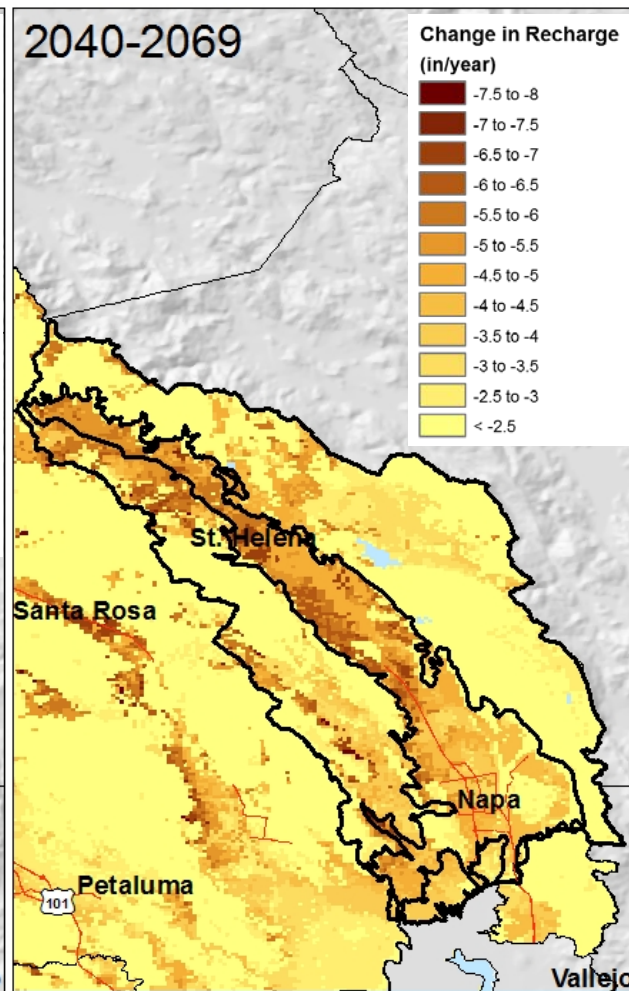 2040-2069
Change in Recharge
(in/year)
-7.5 to -8
-7 to -7.5
-6.5 to -7
-6 to -6.5
-5.5 to -6
-5 to -5.5
-4.5 to -5
-4 to -4.5
-3.5 to -4
-3 to -3.5
-2.5 to -3
< -2.5
St. Helena
Santa Rosa
Napa
Petaluma
101
Vallejo